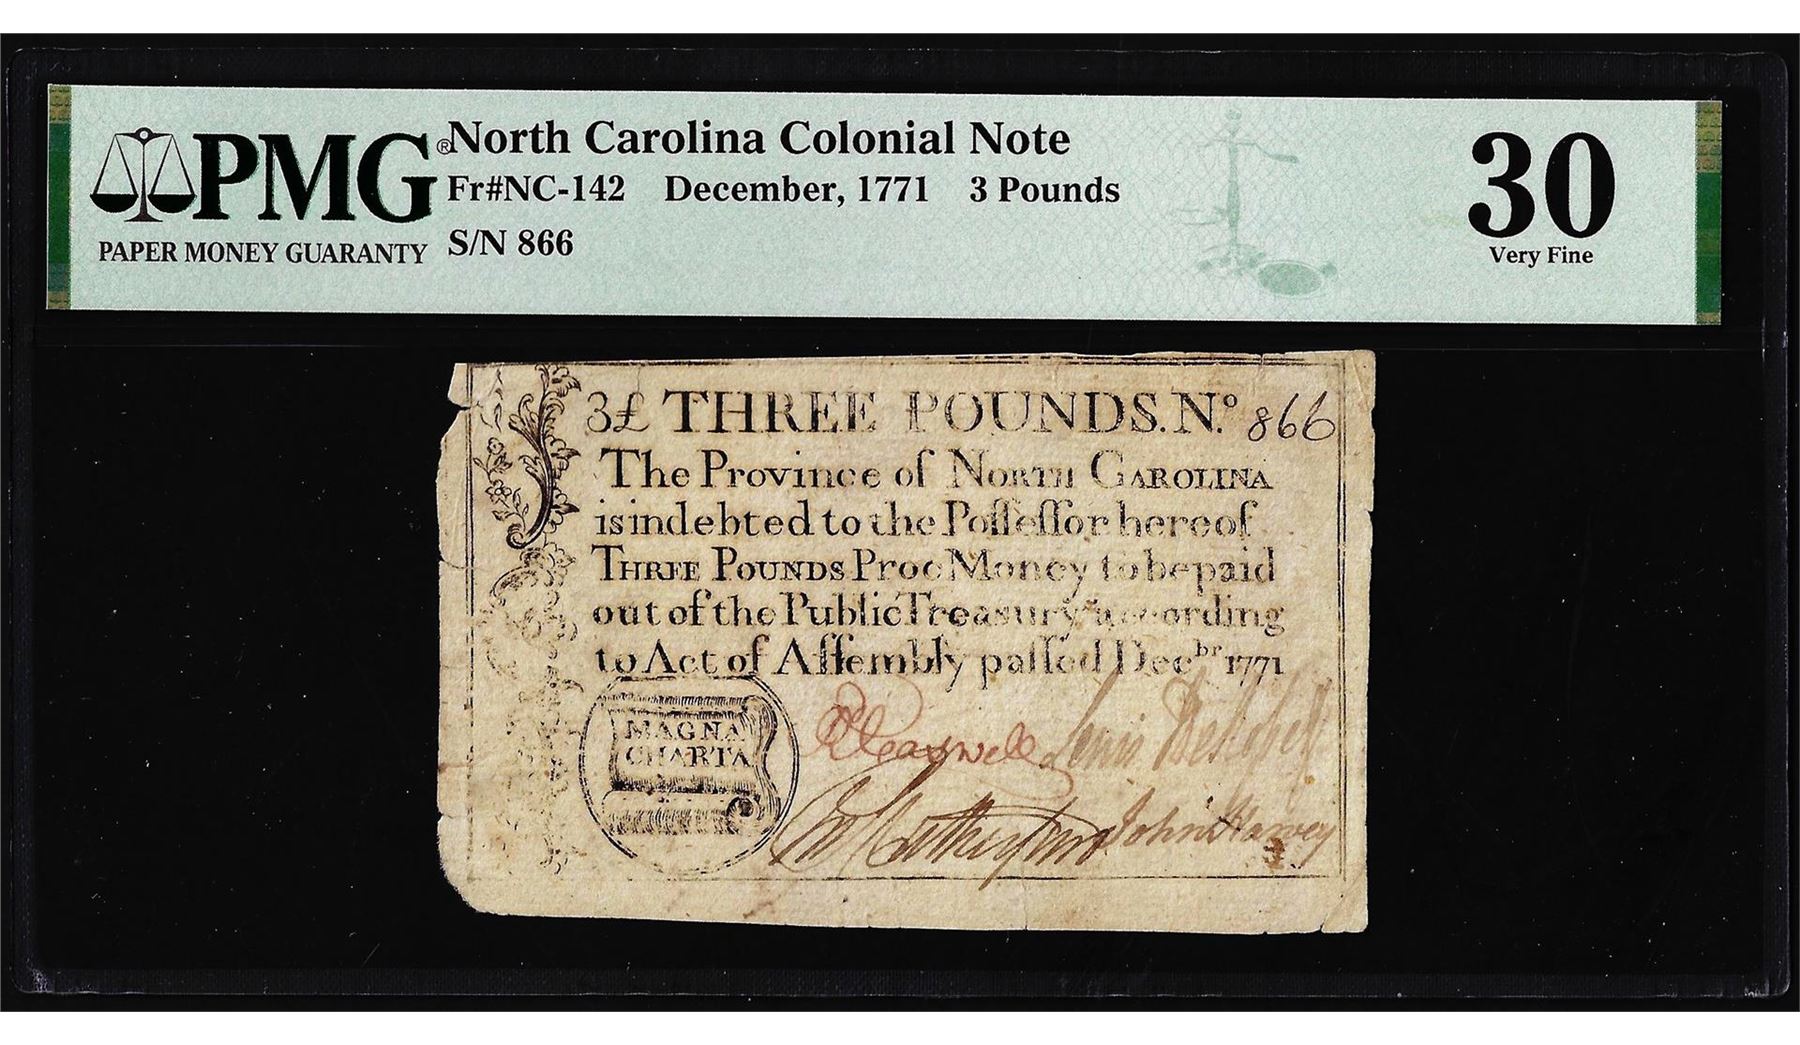 PMG®
PAPER MONEY GUARANTY
North Carolina Colonial Note
Fr#NC-142 December, 1771 3 Pounds
S/N 866
30
Very Fine
3£ THREE POUNDS. Nº 866
The Province of NORTH CAROLINA
is indebted to the Poſſeſſor hereof
THREE POUNDS Proc Money to be paid
out of the Public Treasury according
to Act of Aſſembly paſſed Decbr 1771
MAGNA
CHARTA
R Caswell Lewis
John Harvey